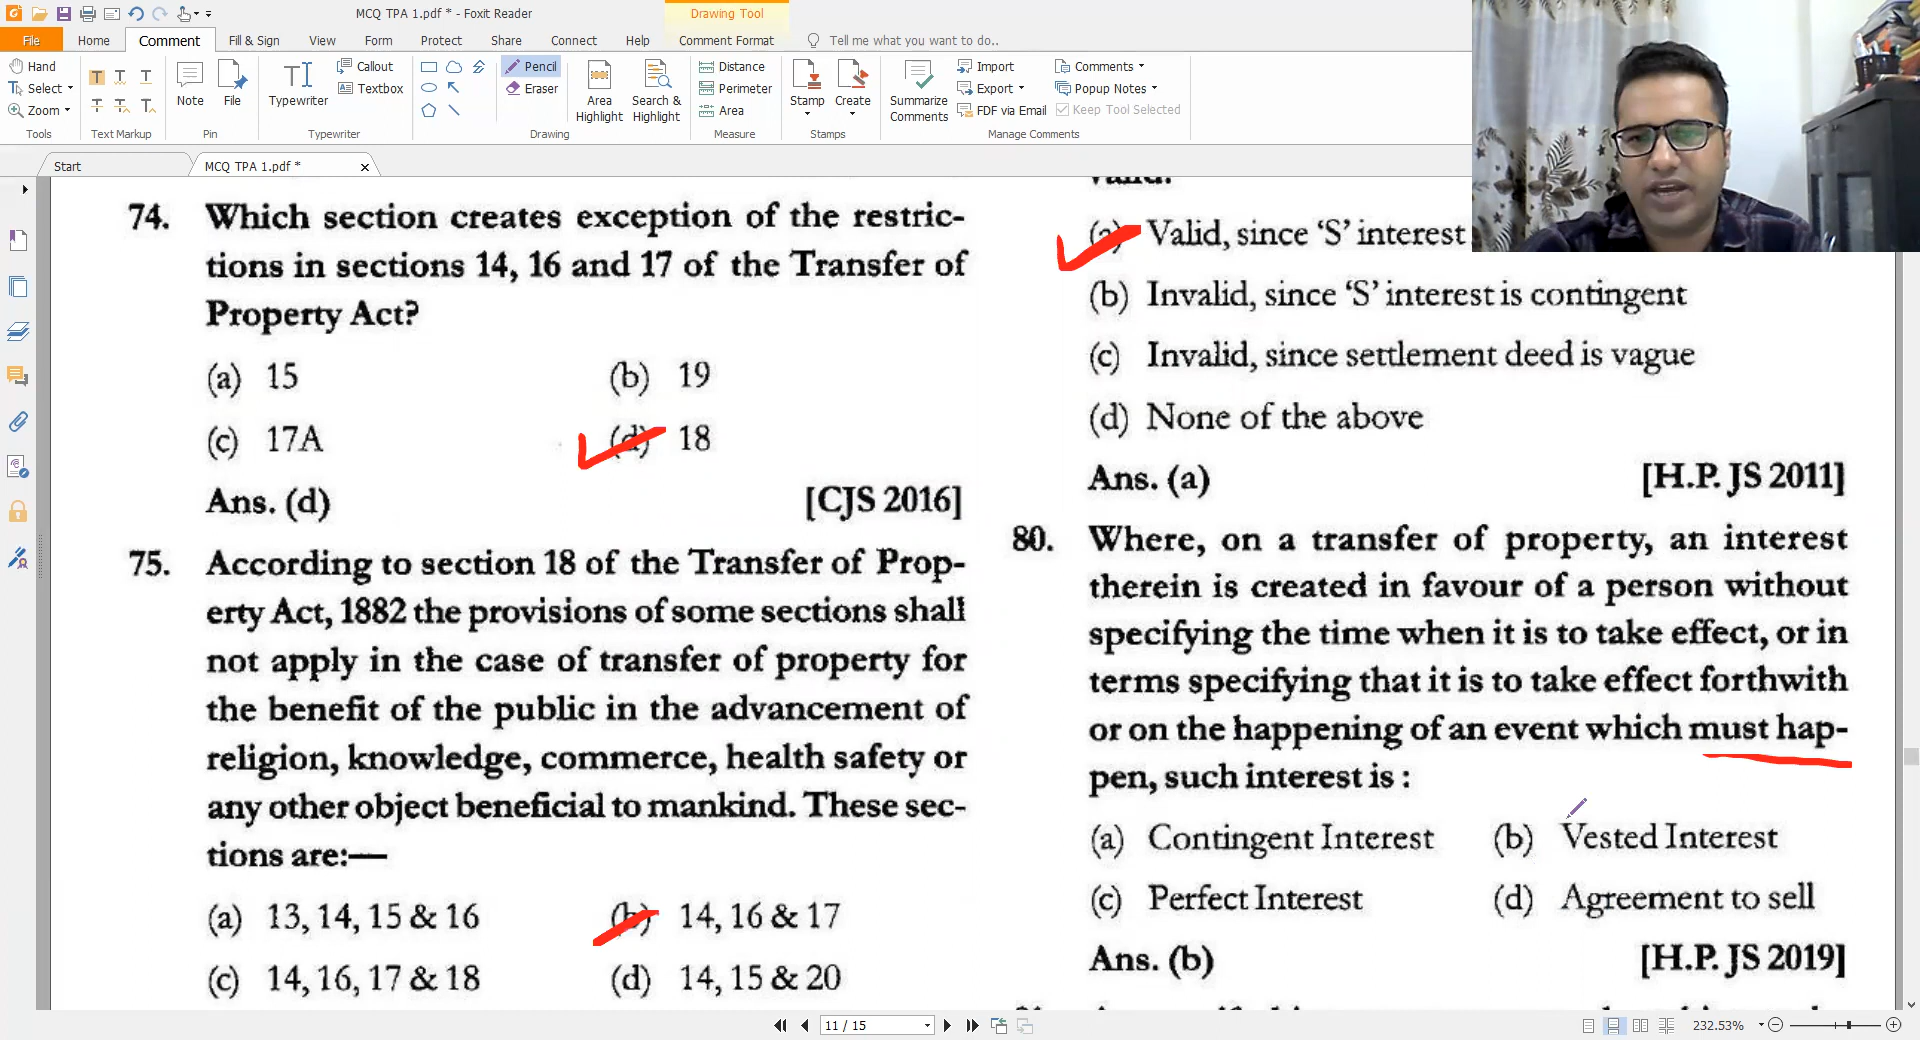 MCQ TPA 1.pdf * - Foxit Reader
Drawing Tool
File
Home
Comment
Fill & Sign
View
Form
Protect
Share
Connect
Help
Comment Format
Tell me what you want to do..
Hand
Select
Zoom
Tools
Text Markup
Note
File
Pin
Typewriter
Callout
Textbox
Typewriter
Pencil
Eraser
Area
Highlight
Search &
Highlight
Drawing
Distance
Perimeter
Area
Measure
Stamp
Create
Stamps
Summarize
Comments
Import
Export
FDF via Email
Comments
Popup Notes
Keep Tool Selected
Manage Comments
Start
MCQ TPA 1.pdf *
74. Which section creates exception of the restric-
tions in sections 14, 16 and 17 of the Transfer of
Property Act?
(a) 15 (b) 19
(c) 17A (d) 18
Ans. (d) [CJS 2016]
75. According to section 18 of the Transfer of Prop-
erty Act, 1882 the provisions of some sections shall
not apply in the case of transfer of property for
the benefit of the public in the advancement of
religion, knowledge, commerce, health safety or
any other object beneficial to mankind. These sec-
tions are:—
(a) 13, 14, 15 & 16 (b) 14, 16 & 17
(c) 14, 16, 17 & 18 (d) 14, 15 & 20
valid.
(a) Valid, since ‘S’ interest
(b) Invalid, since ‘S’ interest is contingent
(c) Invalid, since settlement deed is vague
(d) None of the above
Ans. (a) [H.P. JS 2011]
80. Where, on a transfer of property, an interest
therein is created in favour of a person without
specifying the time when it is to take effect, or in
terms specifying that it is to take effect forthwith
or on the happening of an event which must hap-
pen, such interest is :
(a) Contingent Interest (b) Vested Interest
(c) Perfect Interest (d) Agreement to sell
Ans. (b) [H.P. JS 2019]
11 / 15
232.53%